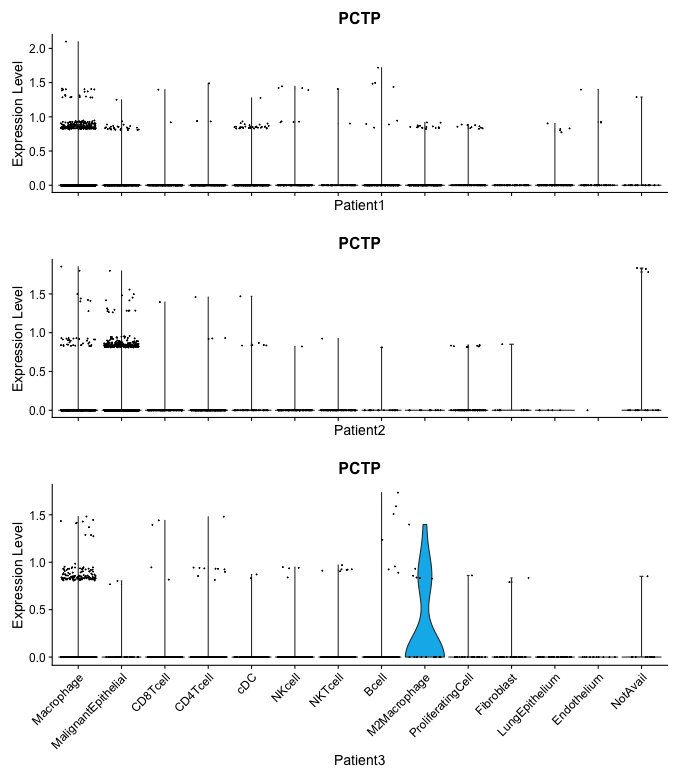 PCTP
Expression Level
2.0
1.5
1.0
0.5
0.0
Patient1
PCTP
Expression Level
1.5
1.0
0.5
0.0
Patient2
PCTP
Expression Level
1.5
1.0
0.5
0.0
Macrophage
MalignantEpithelial
CD8Tcell
CD4Tcell
cDC
NKcell
NKTcell
Bcell
M2Macrophage
ProliferatingCell
Fibroblast
LungEpithelium
Endothelium
NotAvail
Patient3